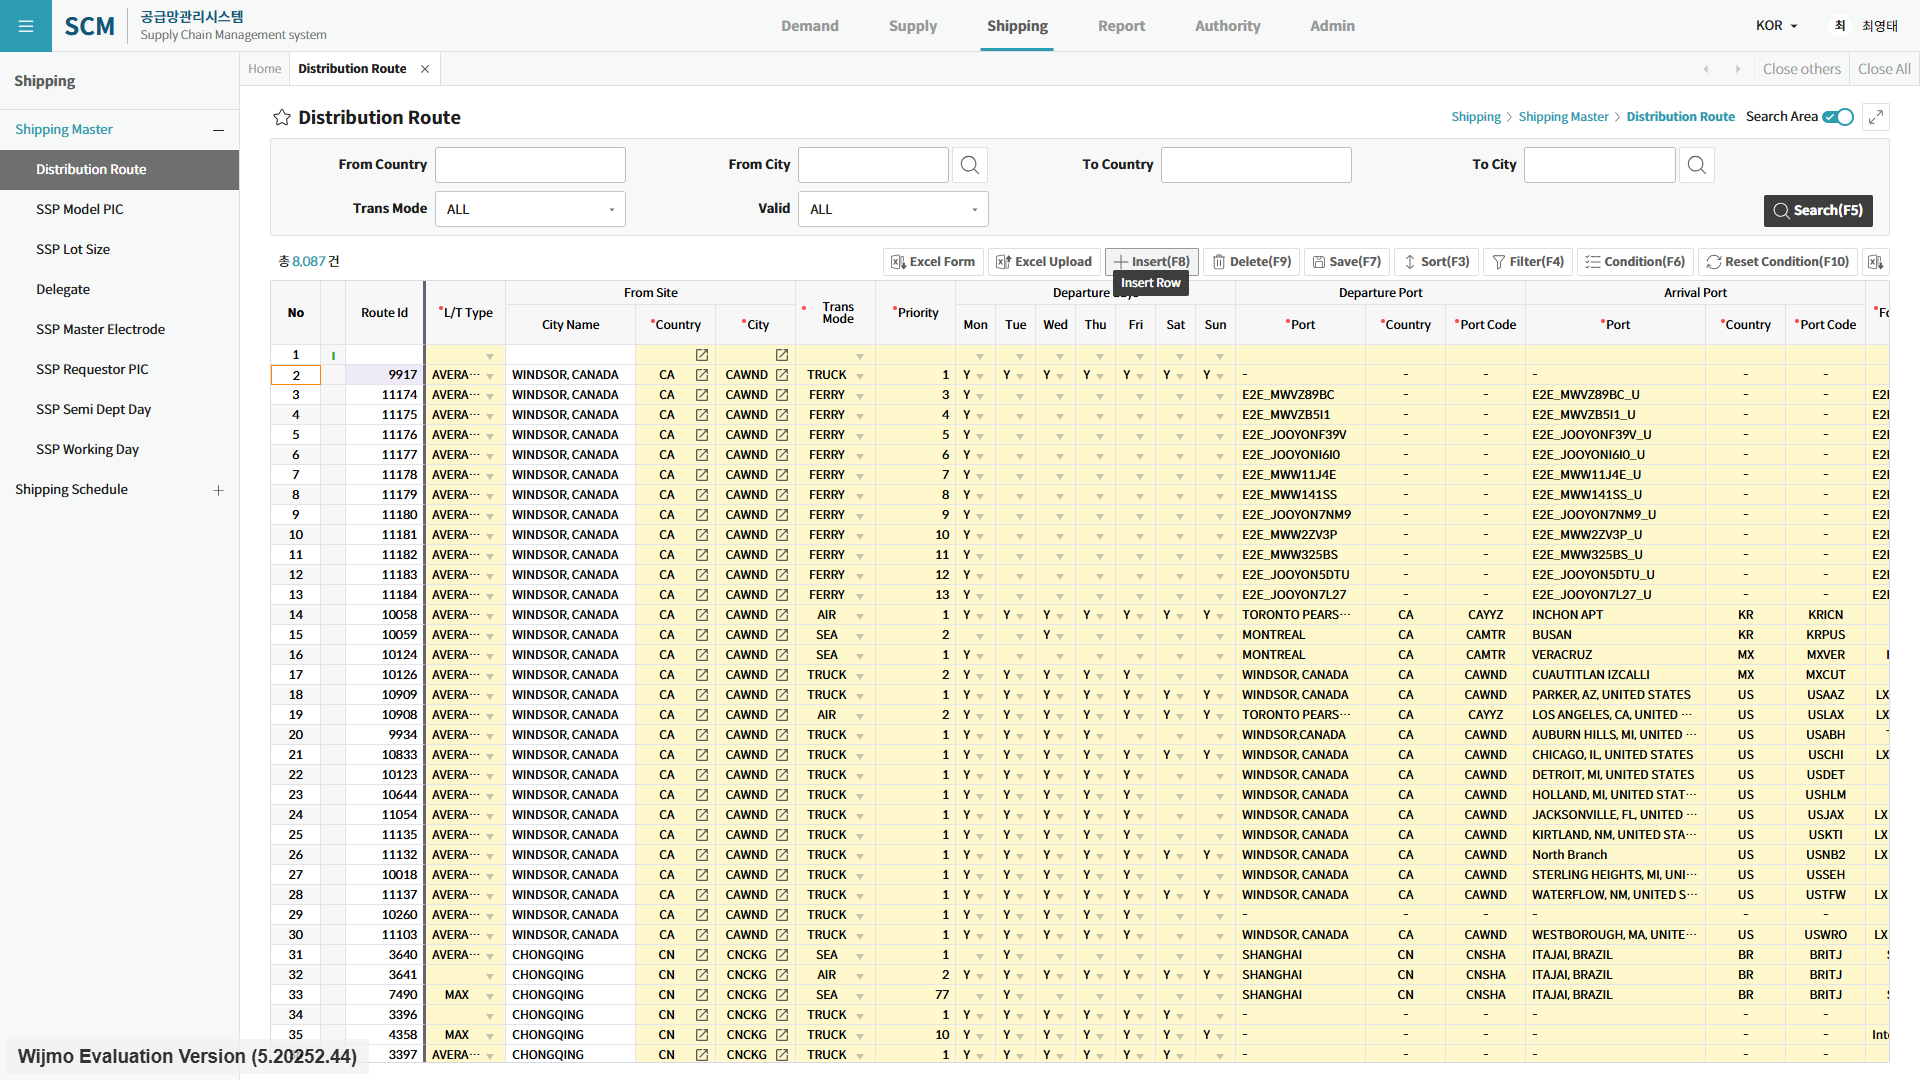 SCM 공급망관리시스템 Supply Chain Management system
Demand Supply Shipping Report Authority Admin
KOR 최 최영태
Shipping
Home Distribution Route Close others Close All
Shipping Master
Distribution Route
SSP Model PIC
SSP Lot Size
Delegate
SSP Master Electrode
SSP Requestor PIC
SSP Semi Dept Day
SSP Working Day
Shipping Schedule
Distribution Route
Shipping > Shipping Master > Distribution Route Search Area
From Country From City To Country To City
Trans Mode ALL Valid ALL Search(F5)
총 8,087 건
Excel Form Excel Upload Insert(F8) Delete(F9) Save(F7) Sort(F3) Filter(F4) Condition(F6) Reset Condition(F10)
Insert Row
No Route Id *L/T Type From Site *Trans Mode *Priority Departure Departure Port Arrival Port
City Name *Country *City Mon Tue Wed Thu Fri Sat Sun *Port *Country *Port Code *Port *Country *Port Code
1 I
2 9917 AVERA··· WINDSOR, CANADA CA CAWND TRUCK 1 Y Y Y Y Y Y Y - - - - - -
3 11174 AVERA··· WINDSOR, CANADA CA CAWND FERRY 3 Y E2E_MWVZ89BC - - E2E_MWVZ89BC_U - - E2E
4 11175 AVERA··· WINDSOR, CANADA CA CAWND FERRY 4 Y E2E_MWVZB5I1 - - E2E_MWVZB5I1_U - - E2E
5 11176 AVERA··· WINDSOR, CANADA CA CAWND FERRY 5 Y E2E_JOOYONF39V - - E2E_JOOYONF39V_U - - E2E
6 11177 AVERA··· WINDSOR, CANADA CA CAWND FERRY 6 Y E2E_JOOYONI6I0 - - E2E_JOOYONI6I0_U - - E2E
7 11178 AVERA··· WINDSOR, CANADA CA CAWND FERRY 7 Y E2E_MWW11J4E - - E2E_MWW11J4E_U - - E2E
8 11179 AVERA··· WINDSOR, CANADA CA CAWND FERRY 8 Y E2E_MWW141SS - - E2E_MWW141SS_U - - E2E
9 11180 AVERA··· WINDSOR, CANADA CA CAWND FERRY 9 Y E2E_JOOYON7NM9 - - E2E_JOOYON7NM9_U - - E2E
10 11181 AVERA··· WINDSOR, CANADA CA CAWND FERRY 10 Y E2E_MWW2ZV3P - - E2E_MWW2ZV3P_U - - E2E
11 11182 AVERA··· WINDSOR, CANADA CA CAWND FERRY 11 Y E2E_MWW325BS - - E2E_MWW325BS_U - - E2E
12 11183 AVERA··· WINDSOR, CANADA CA CAWND FERRY 12 Y E2E_JOOYON5DTU - - E2E_JOOYON5DTU_U - - E2E
13 11184 AVERA··· WINDSOR, CANADA CA CAWND FERRY 13 Y E2E_JOOYON7L27 - - E2E_JOOYON7L27_U - - E2E
14 10058 AVERA··· WINDSOR, CANADA CA CAWND AIR 1 Y Y Y Y Y Y Y TORONTO PEARS··· CA CAYYZ INCHON APT KR KRICN
15 10059 AVERA··· WINDSOR, CANADA CA CAWND SEA 2 Y MONTREAL CA CAMTR BUSAN KR KRPUS
16 10124 AVERA··· WINDSOR, CANADA CA CAWND SEA 1 Y MONTREAL CA CAMTR VERACRUZ MX MXVER
17 10126 AVERA··· WINDSOR, CANADA CA CAWND TRUCK 2 Y Y Y Y Y WINDSOR, CANADA CA CAWND CUAUTITLAN IZCALLI MX MXCUT
18 10909 AVERA··· WINDSOR, CANADA CA CAWND TRUCK 1 Y Y Y Y Y Y Y WINDSOR, CANADA CA CAWND PARKER, AZ, UNITED STATES US USAAZ LX
19 10908 AVERA··· WINDSOR, CANADA CA CAWND AIR 2 Y Y Y Y Y Y Y TORONTO PEARS··· CA CAYYZ LOS ANGELES, CA, UNITED ··· US USLAX LX
20 9934 AVERA··· WINDSOR, CANADA CA CAWND TRUCK 1 Y Y Y Y WINDSOR,CANADA CA CAWND AUBURN HILLS, MI, UNITED ··· US USABH
21 10833 AVERA··· WINDSOR, CANADA CA CAWND TRUCK 1 Y Y Y Y Y Y Y WINDSOR, CANADA CA CAWND CHICAGO, IL, UNITED STATES US USCHI LX
22 10123 AVERA··· WINDSOR, CANADA CA CAWND TRUCK 1 Y Y Y Y Y WINDSOR, CANADA CA CAWND DETROIT, MI, UNITED STATES US USDET
23 10644 AVERA··· WINDSOR, CANADA CA CAWND TRUCK 1 Y Y Y Y Y WINDSOR, CANADA CA CAWND HOLLAND, MI, UNITED STAT··· US USHLM
24 11054 AVERA··· WINDSOR, CANADA CA CAWND TRUCK 1 Y Y Y Y Y WINDSOR, CANADA CA CAWND JACKSONVILLE, FL, UNITED ··· US USJAX LX
25 11135 AVERA··· WINDSOR, CANADA CA CAWND TRUCK 1 Y Y Y Y Y WINDSOR, CANADA CA CAWND KIRTLAND, NM, UNITED STA··· US USKTI LX
26 11132 AVERA··· WINDSOR, CANADA CA CAWND TRUCK 1 Y Y Y Y Y Y Y WINDSOR, CANADA CA CAWND North Branch US USNB2 LX
27 10018 AVERA··· WINDSOR, CANADA CA CAWND TRUCK 1 Y Y Y Y Y WINDSOR, CANADA CA CAWND STERLING HEIGHTS, MI, UNI··· US USSEH
28 11137 AVERA··· WINDSOR, CANADA CA CAWND TRUCK 1 Y Y Y Y Y Y Y WINDSOR, CANADA CA CAWND WATERFLOW, NM, UNITED S··· US USTFW LX
29 10260 AVERA··· WINDSOR, CANADA CA CAWND TRUCK 1 Y Y Y Y Y - - - - - -
30 11103 AVERA··· WINDSOR, CANADA CA CAWND TRUCK 1 Y Y Y Y Y WINDSOR, CANADA CA CAWND WESTBOROUGH, MA, UNITE··· US USWRO LX
31 3640 AVERA··· CHONGQING CN CNCKG SEA 1 Y SHANGHAI CN CNSHA ITAJAI, BRAZIL BR BRITJ
32 3641 CHONGQING CN CNCKG AIR 2 Y Y Y Y Y Y Y SHANGHAI CN CNSHA ITAJAI, BRAZIL BR BRITJ
33 7490 MAX CHONGQING CN CNCKG SEA 77 Y SHANGHAI CN CNSHA ITAJAI, BRAZIL BR BRITJ
34 3396 CHONGQING CN CNCKG TRUCK 1 Y Y Y Y Y Y - - - - - -
35 4358 MAX CHONGQING CN CNCKG TRUCK 10 Y Y Y Y Y Y Y - - - - - - Inte
3397 AVERA··· CHONGQING CN CNCKG TRUCK 1 Y Y Y Y Y Y - - - - - -
Wijmo Evaluation Version (5.20252.44)